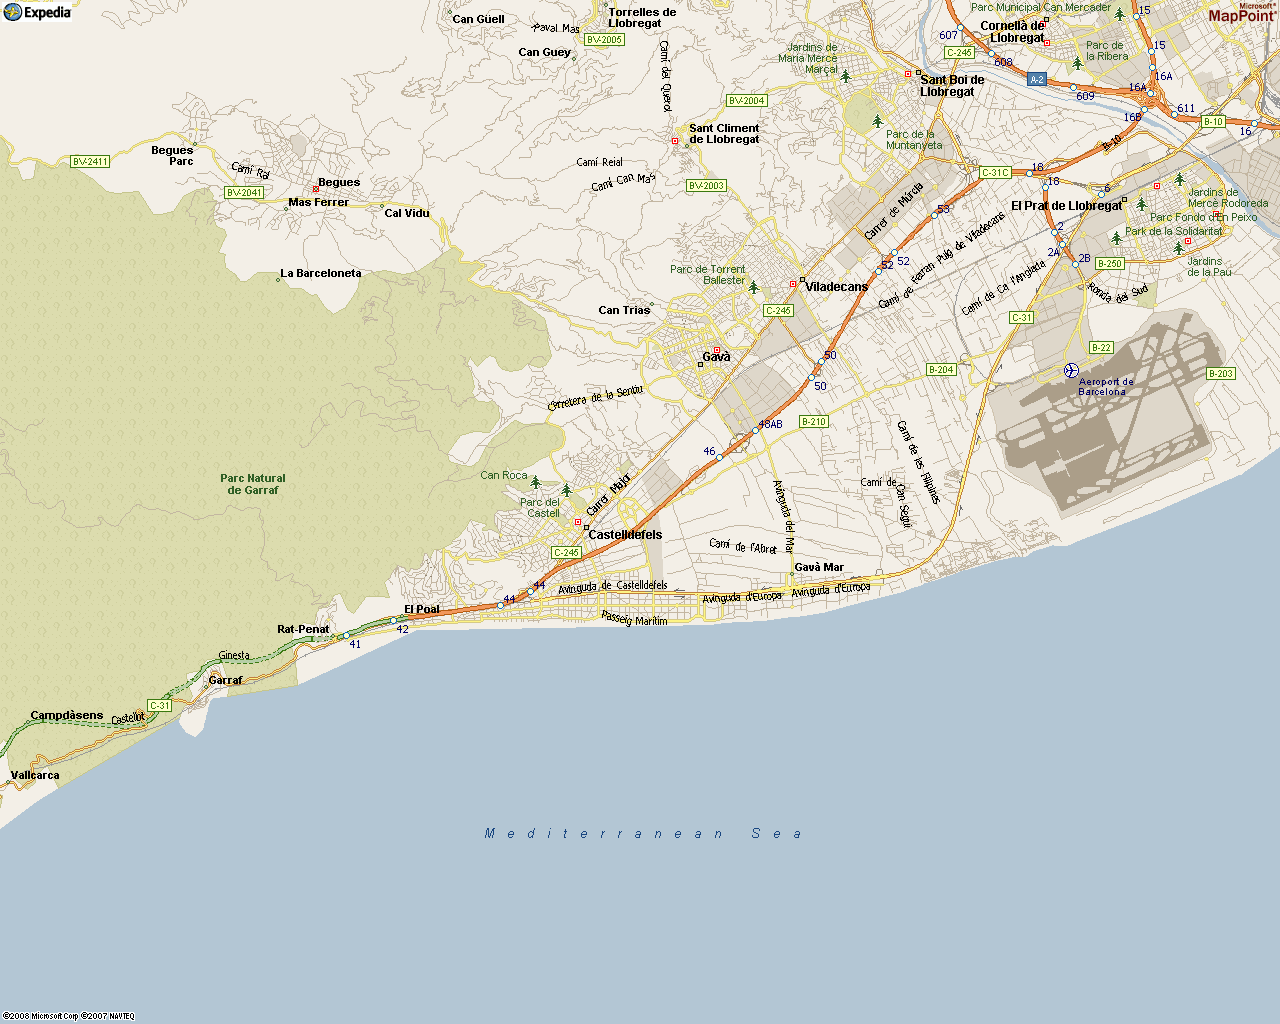 Expedia
Can Güell
Torrelles de
Llobregat
Paval Mas
BV-2005
Can Guey
Camí del Querol
Parc Municipal Can Mercader
15
Microsoft®
MapPoint®
Cornellà de
Llobregat
607
C-245
608
Parc de
la Ribera
15
16A
Jardins de
Maria Mercè
Marçal
Sant Boi de
Llobregat
A-2
609
16A
BV-2004
16B
611
B-10
16
Sant Climent
de Llobregat
Parc de la
Muntanyeta
B-10
Begues
Parc
BV-2411
Camí Ral
Camí Reial
Camí Can Mas
BV-2003
C-31C
18
18
6
Begues
BV-2041
Mas Ferrer
Cal Vidu
Carrer de Múrcia
53
El Prat de Llobregat
Jardins de
Mercè Rodoreda
Parc Fondo d'en Peixo
Park de la Solidaritat
Camí de Ferran Puig de Viladecans
2
2A
2B
B-250
Jardins
de la Pau
La Barceloneta
Parc de Torrent
Ballester
52
52
Camí de Ca l'Anglada
Ronda del Sud
Viladecans
Can Trias
C-245
C-31
B-22
Gavà
50
50
B-204
B-203
Aeroport de
Barcelona
Carretera de la Sentiu
48AB
B-210
46
Camí de les Filipines
Parc Natural
de Garraf
Can Roca
Carrer Major
Avinguda del Mar
Camí de
Can Seguí
Parc del
Castell
Castelldefels
C-245
Camí de l'Abret
Gavà Mar
44
44
Avinguda de Castelldefels
Avinguda d'Europa
Avinguda d'Europa
El Poal
42
Passeig Marítim
Rat-Penat
41
Ginesta
Garraf
C-31
Campdàsens
Castellot
Vallcarca
Mediterranean Sea
©2008 Microsoft Corp ©2007 NAVTEQ